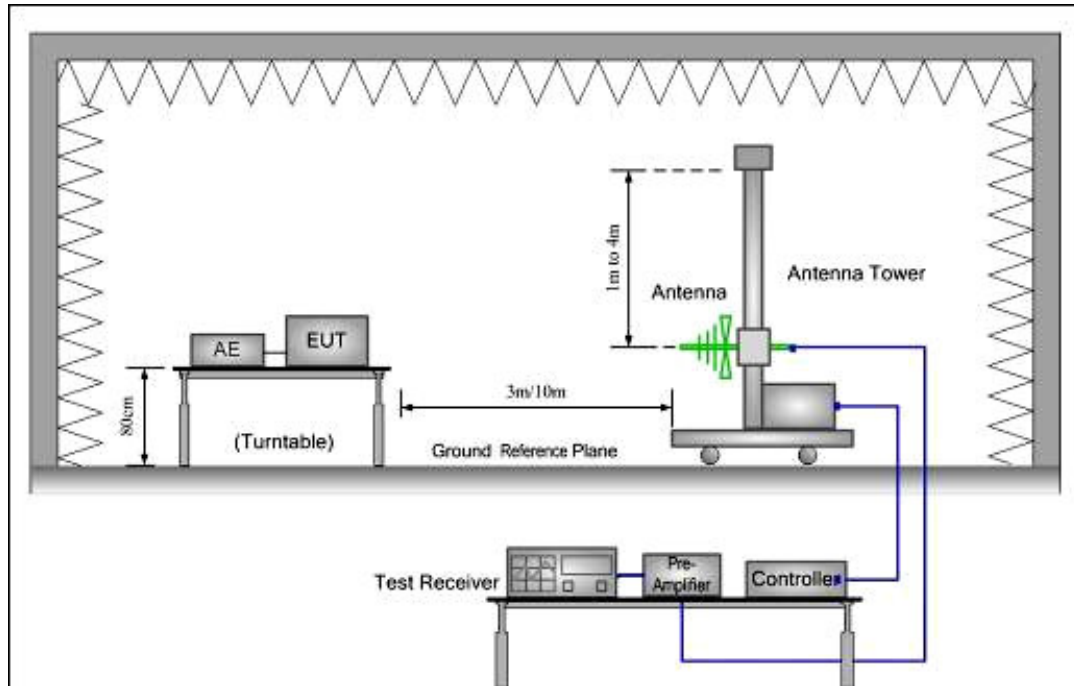 1m to 4m
Antenna Tower
Antenna
AE
EUT
3m/10m
80cm
(Turntable)
Ground Reference Plane
Test Receiver
Pre-
Amplifier
Controller